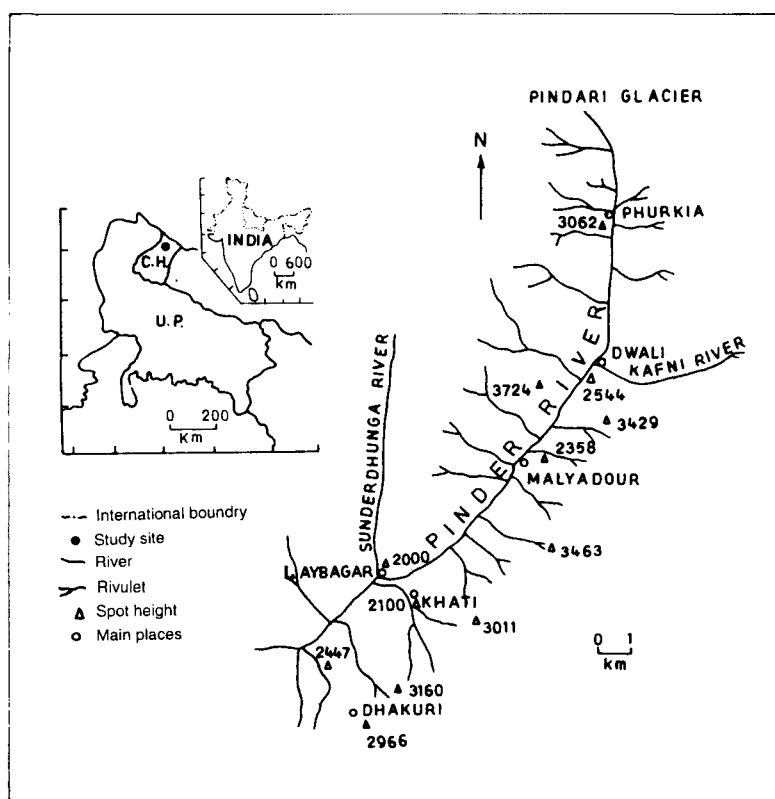 PINDARI GLACIER
N
PHURKIA
3062
INDIA
0 600
km
C.H.
U.P.
0 200
Km
PINDER RIVER
DWALI
KAFNI RIVER
2544
3724
3429
2358
MALYADOUR
SUNDERDHUNGA RIVER
3463
2000
LAYBAGAR
2100
KHATI
3011
2447
3160
DHAKURI
2966
0 1
km
International boundry
Study site
River
Rivulet
Spot height
Main places